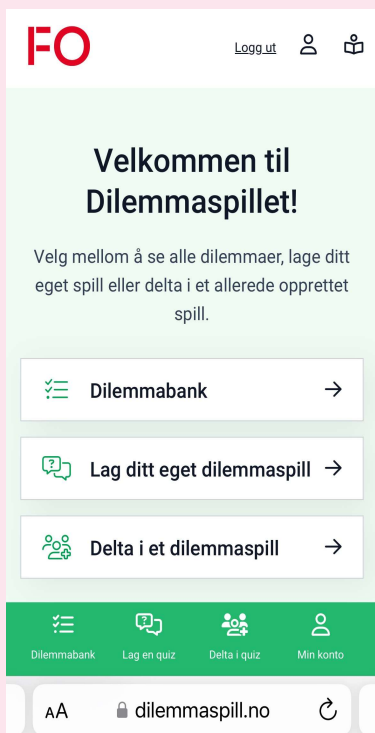 FO
Logg ut
Velkommen til
Dilemmaspillet!
Velg mellom å se alle dilemmaer, lage ditt
eget spill eller delta i et allerede opprettet
spill.
Dilemmabank
Lag ditt eget dilemmaspill
Delta i et dilemmaspill
Dilemmabank Lag en quiz Delta i quiz Min konto
AA dilemmaspill.no